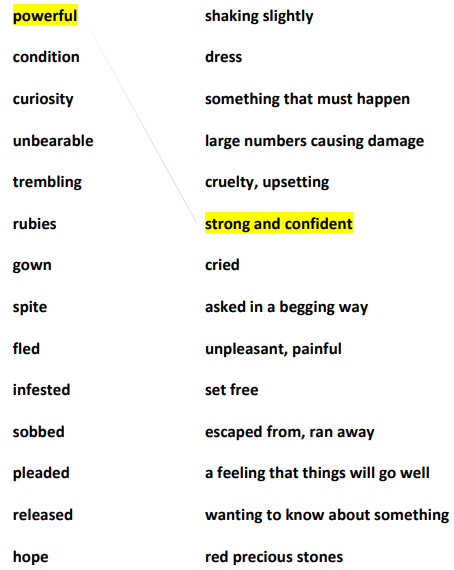 powerful shaking slightly
condition dress
curiosity something that must happen
unbearable large numbers causing damage
trembling cruelty, upsetting
rubies strong and confident
gown cried
spite asked in a begging way
fled unpleasant, painful
infested set free
sobbed escaped from, ran away
pleaded a feeling that things will go well
released wanting to know about something
hope red precious stones